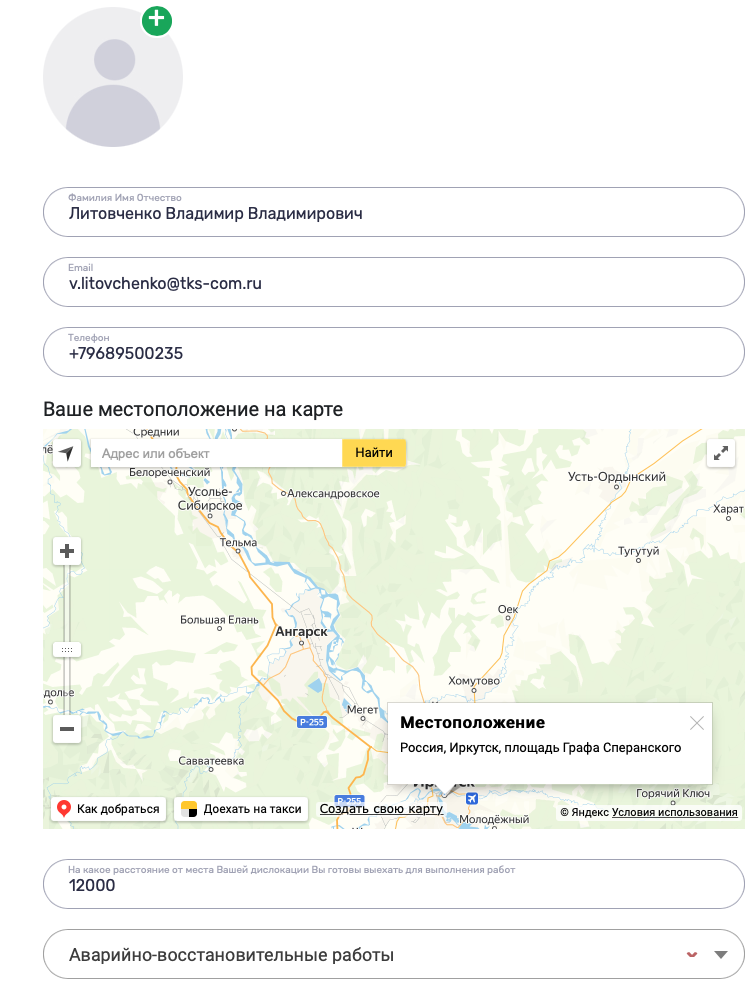 Фамилия Имя Отчество
Литовченко Владимир Владимирович
Email
v.litovchenko@tks-com.ru
Телефон
+79689500235
Ваше местоположение на карте
Средний
Адрес или объект
Найти
Белореченский
Усолье-
Сибирское
Александровское
Усть-Ордынский
Харат
Тельма
Тугутуй
Оек
Большая Елань
Ангарск
Хомутово
Р-255
Мегет
Местоположение
Россия, Иркутск, площадь Графа Сперанского
Савватеевка
Горячий Ключ
Р-255
Как добраться
Доехать на такси
Создать свою карту
Молодёжный
© Яндекс Условия использования
На какое расстояние от места Вашей дислокации Вы готовы выехать для выполнения работ
12000
Аварийно-восстановительные работы